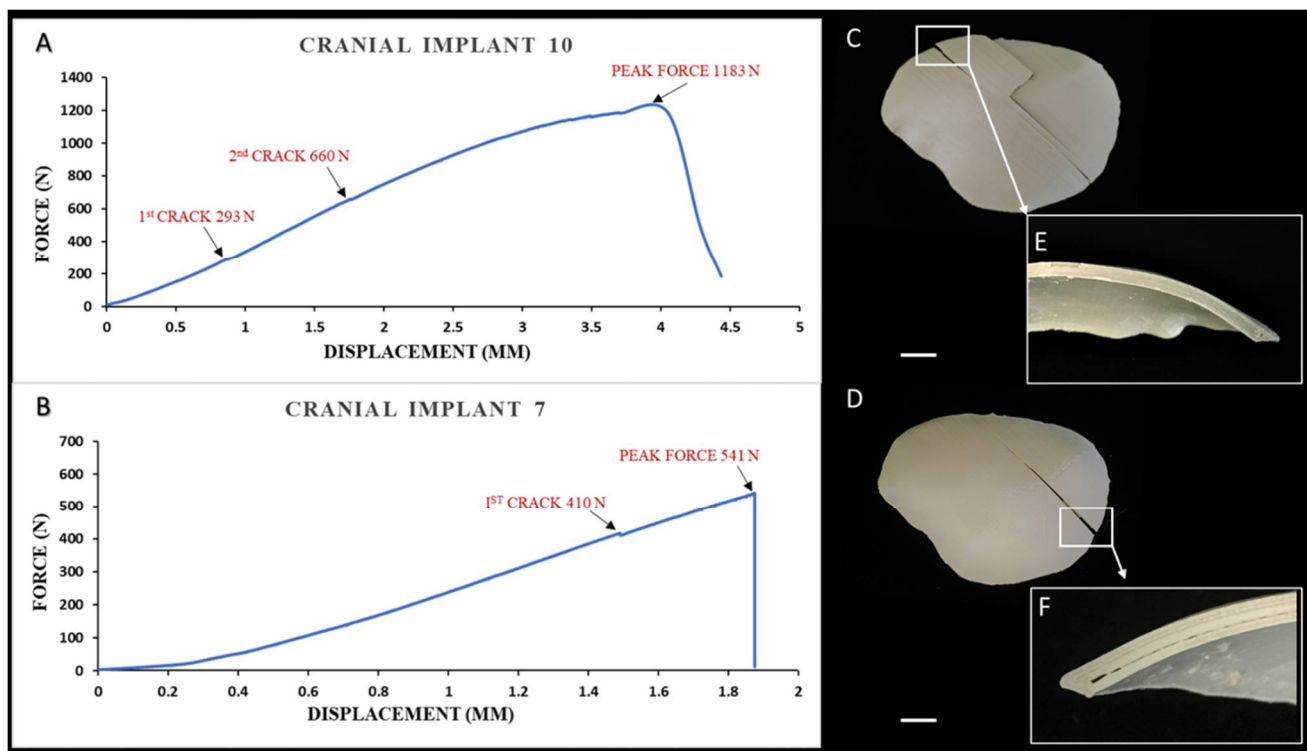 A
CRANIAL IMPLANT 10
PEAK FORCE 1183 N
2nd CRACK 660 N
1st CRACK 293 N
FORCE (N)
1400
1200
1000
800
600
400
200
0
0 0.5 1 1.5 2 2.5 3 3.5 4 4.5 5
DISPLACEMENT (MM)
B
CRANIAL IMPLANT 7
PEAK FORCE 541 N
IST CRACK 410 N
FORCE (N)
700
600
500
400
300
200
100
0
0 0.2 0.4 0.6 0.8 1 1.2 1.4 1.6 1.8 2
DISPLACEMENT (MM)
C
E
D
F